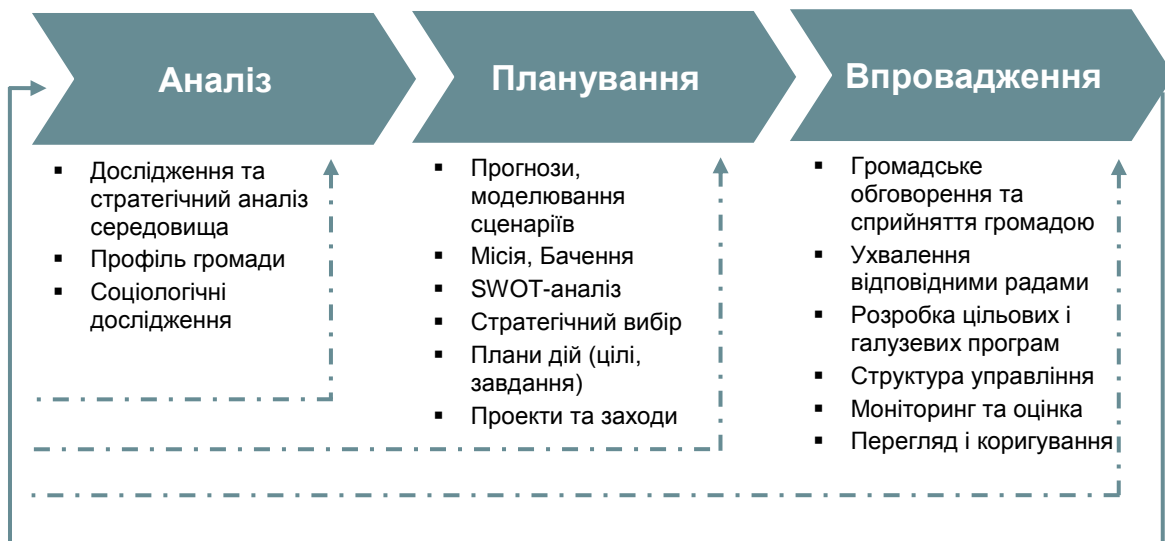 Аналіз
▪ Дослідження та
стратегічний аналіз
середовища
▪ Профіль громади
▪ Соціологічні
дослідження
Планування
▪ Прогнози,
моделювання
сценаріїв
▪ Місія, Бачення
▪ SWOT-аналіз
▪ Стратегічний вибір
▪ Плани дій (цілі,
завдання)
▪ Проекти та заходи
Впровадження
▪ Громадське
обговорення та
сприйняття громадою
▪ Ухвалення
відповідними радами
▪ Розробка цільових і
галузевих програм
▪ Структура управління
▪ Моніторинг та оцінка
▪ Перегляд і коригування